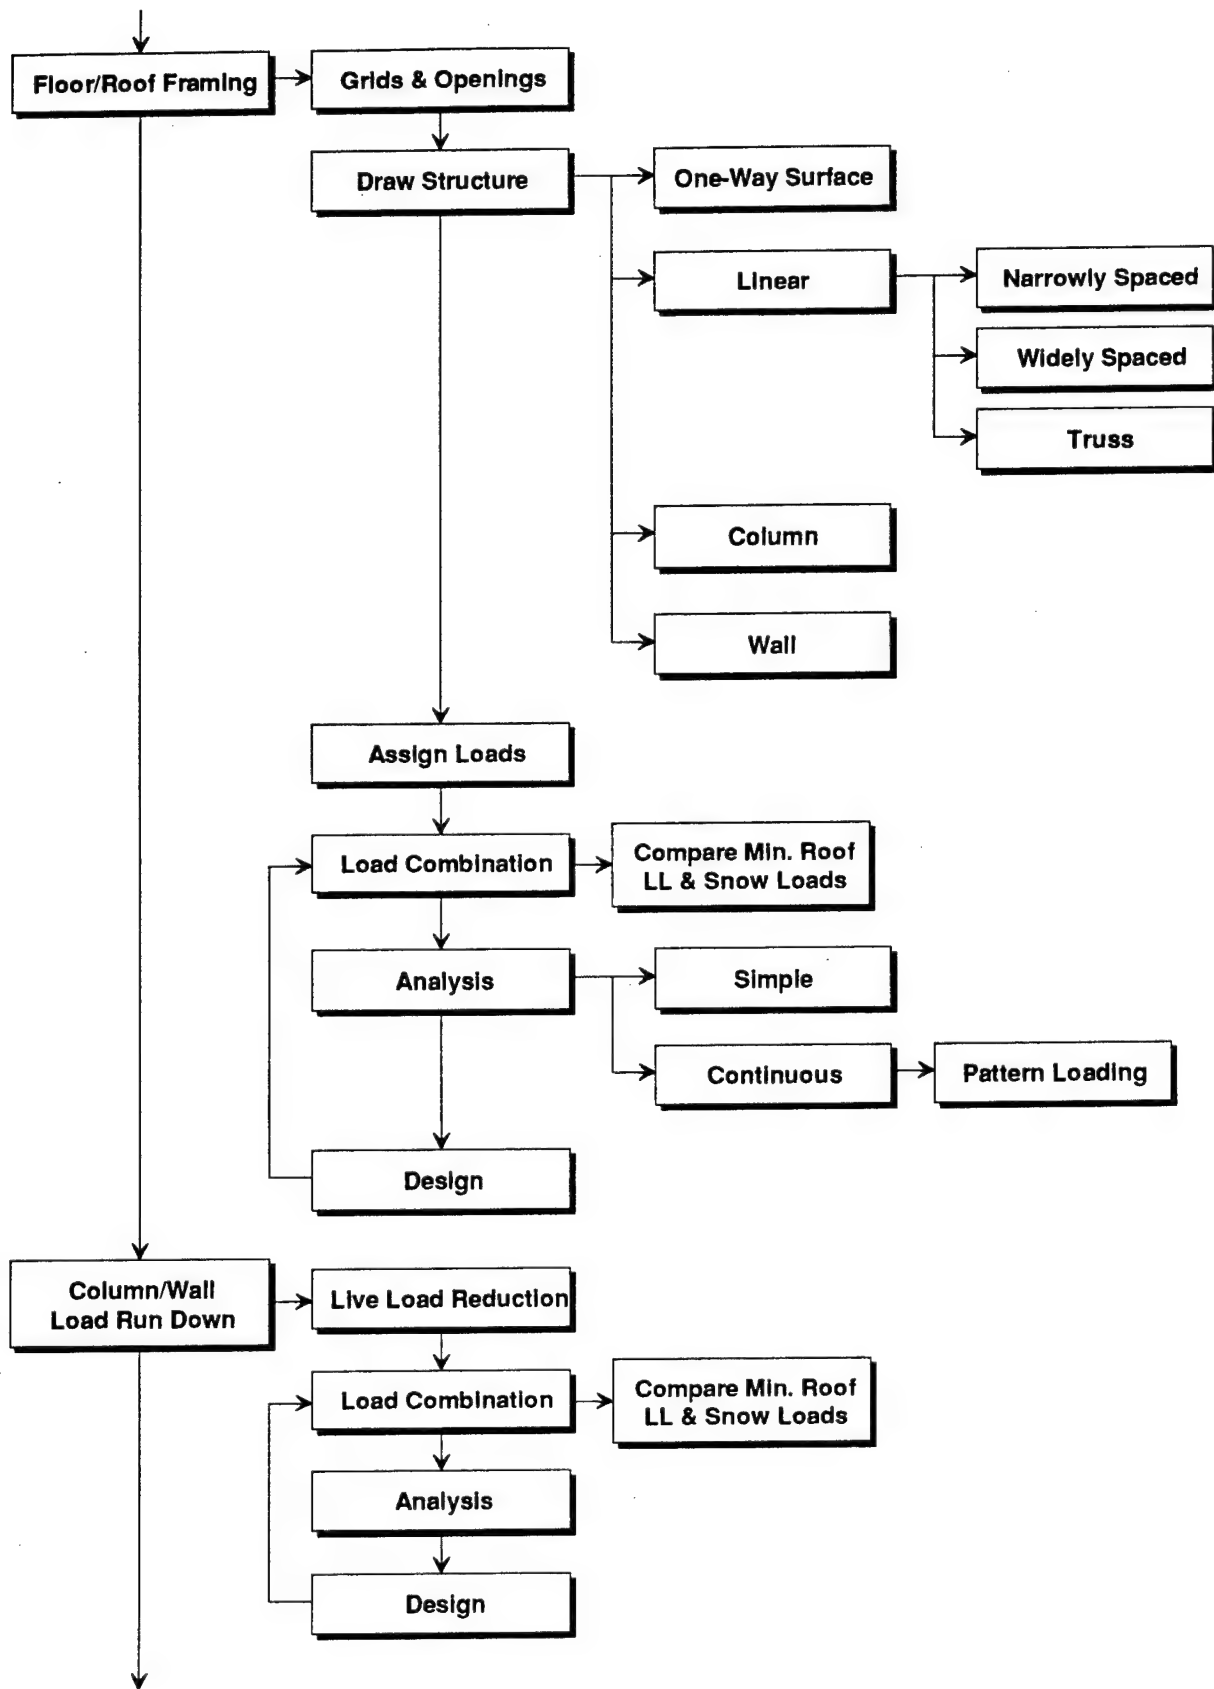 Floor/Roof Framing
Grids & Openings
Draw Structure
One-Way Surface
Linear
Narrowly Spaced
Widely Spaced
Truss
Column
Wall
Assign Loads
Load Combination
Compare Min. Roof
LL & Snow Loads
Analysis
Simple
Continuous
Pattern Loading
Design
Column/Wall
Load Run Down
Live Load Reduction
Load Combination
Compare Min. Roof
LL & Snow Loads
Analysis
Design